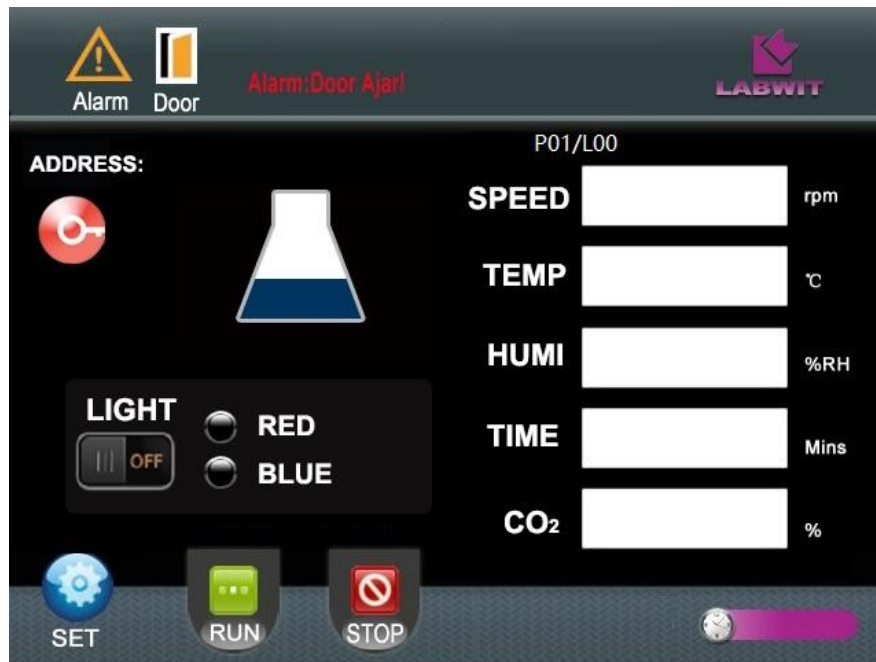 Alarm Door Alarm:Door Ajar!
LABWIT
P01/L00
ADDRESS:
SPEED rpm
TEMP ℃
HUMI %RH
LIGHT
OFF
RED
BLUE
TIME Mins
CO₂ %
SET RUN STOP